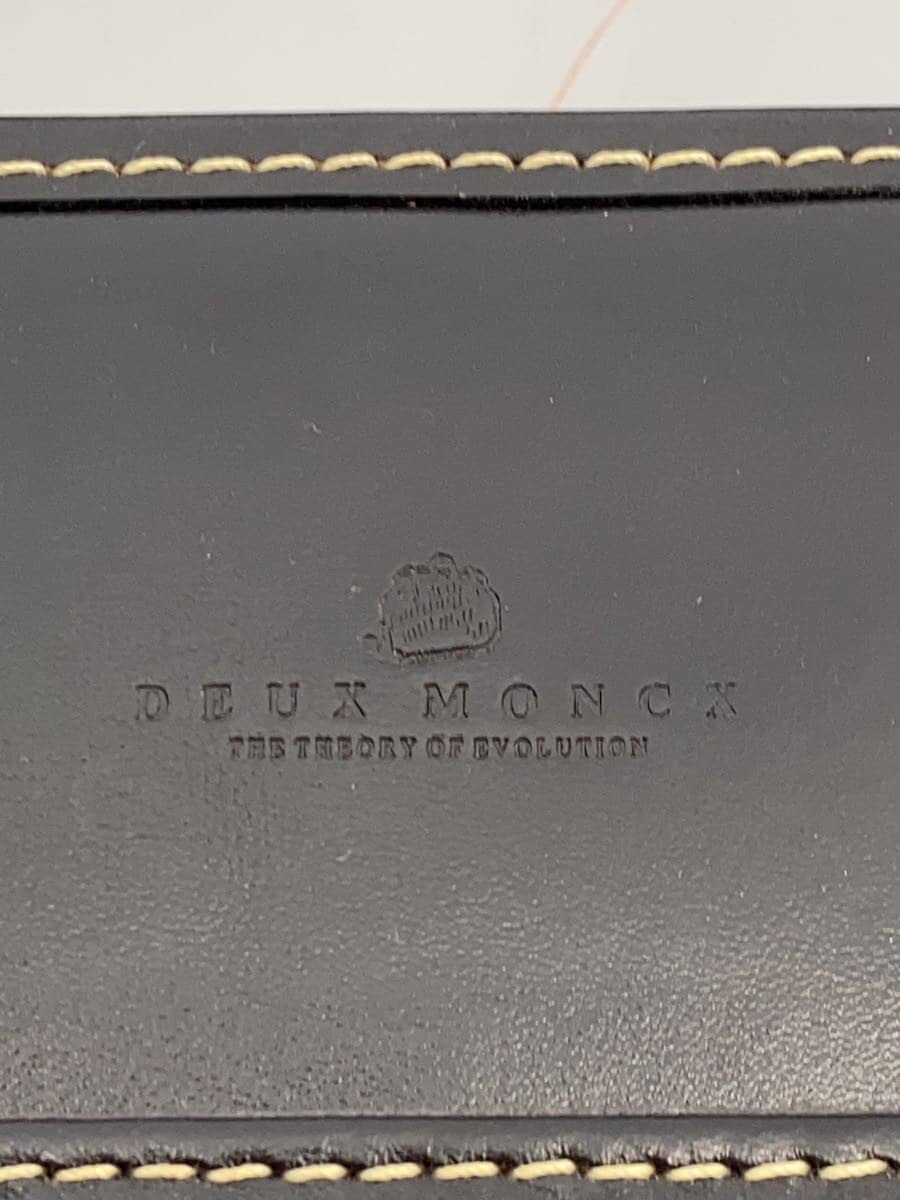 DEUX MONCX
THE THEORY OF EVOLUTION